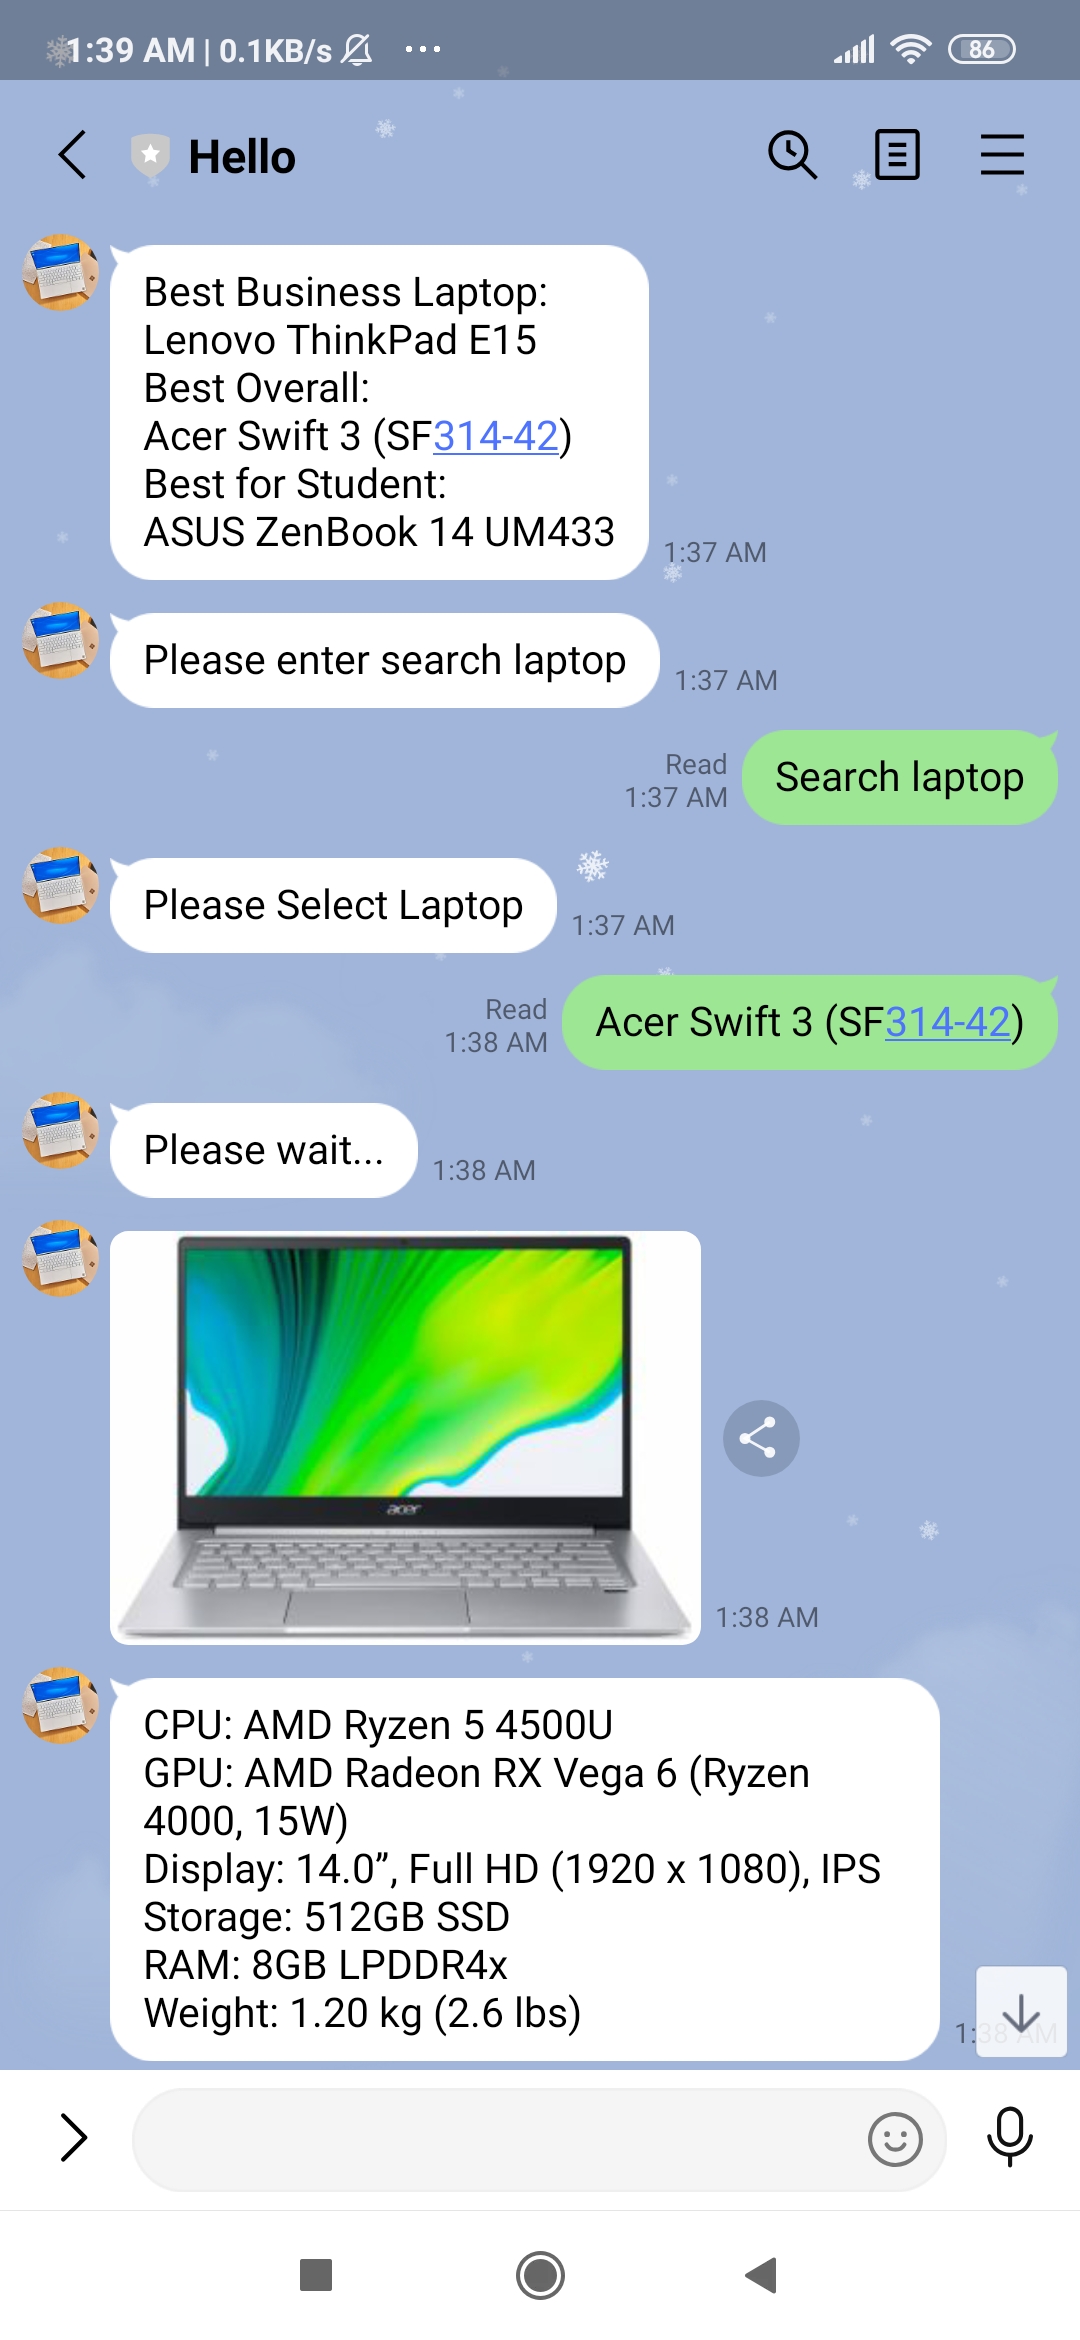 1:39 AM | 0.1KB/s ...
86
Hello
Best Business Laptop:
Lenovo ThinkPad E15
Best Overall:
Acer Swift 3 (SF314-42)
Best for Student:
ASUS ZenBook 14 UM433
1:37 AM
Please enter search laptop
1:37 AM
Read
1:37 AM
Search laptop
Please Select Laptop
1:37 AM
Read
1:38 AM
Acer Swift 3 (SF314-42)
Please wait...
1:38 AM
acer
1:38 AM
CPU: AMD Ryzen 5 4500U
GPU: AMD Radeon RX Vega 6 (Ryzen
4000, 15W)
Display: 14.0”, Full HD (1920 x 1080), IPS
Storage: 512GB SSD
RAM: 8GB LPDDR4x
Weight: 1.20 kg (2.6 lbs)
1:38 AM